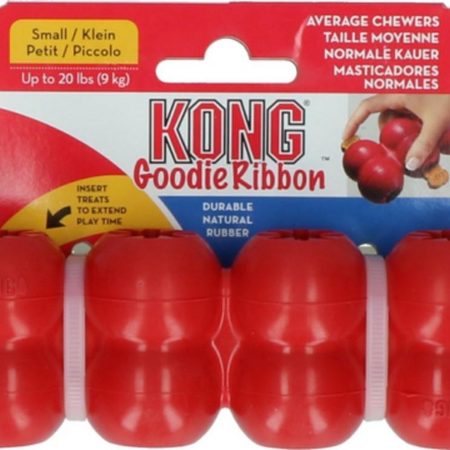 Small / Klein
Petit / Piccolo
Up to 20 lbs (9 kg)
AVERAGE CHEWERS
TAILLE MOYENNE
NORMALE KAUER
MASTICADORES
NORMALES
KONG
™
Goodie Ribbon
INSERT
TREATS
TO EXTEND
PLAY TIME
DURABLE
NATURAL
RUBBER